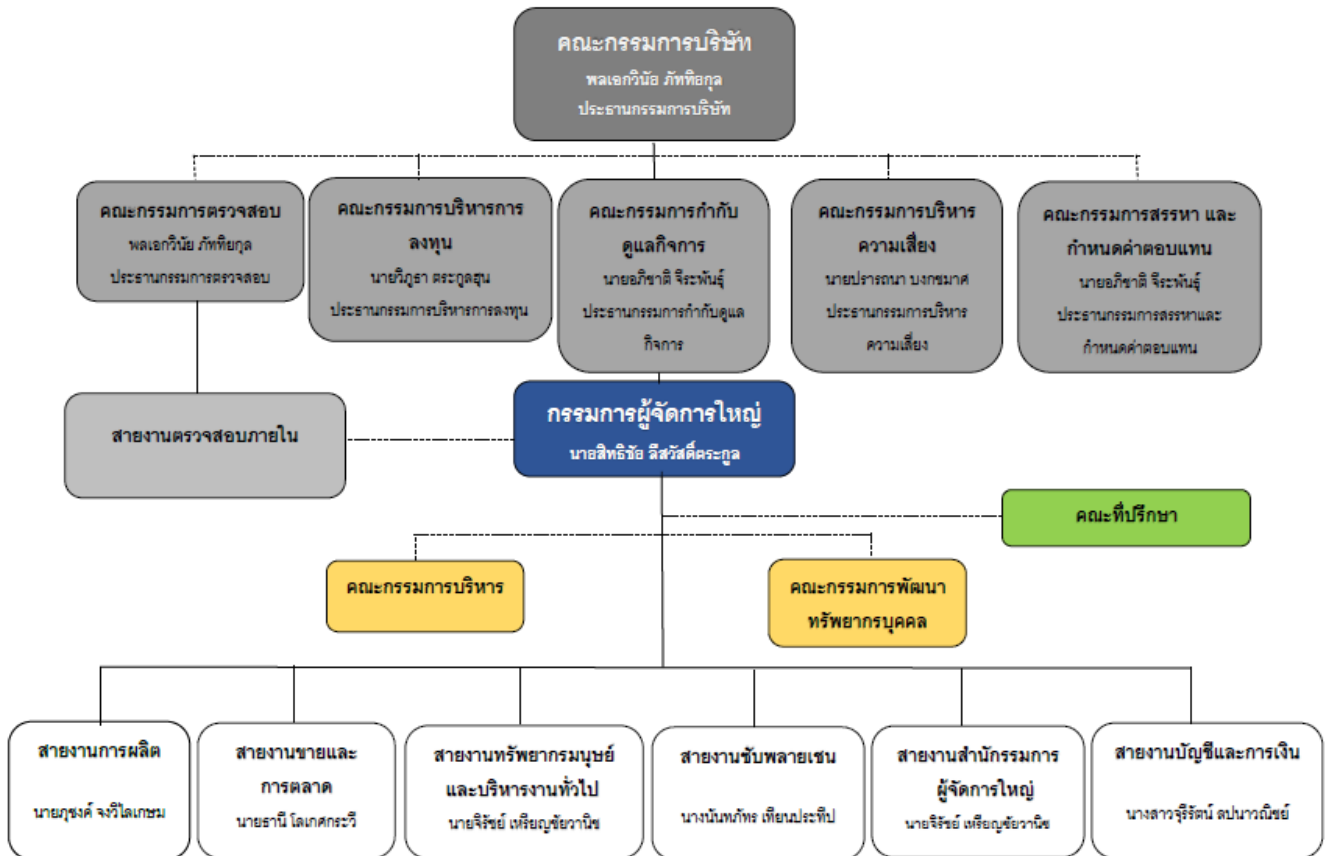 คณะกรรมการบริษัท
พลเอกวินัย ภัททิยกุล
ประธานกรรมการบริษัท
คณะกรรมการตรวจสอบ
พลเอกวินัย ภัททิยกุล
ประธานกรรมการตรวจสอบ
คณะกรรมการบริหารการ
ลงทุน
นายวิฑูรา ตระกูลฮุน
ประธานกรรมการบริหารการลงทุน
คณะกรรมการกำกับ
ดูแลกิจการ
นายอภิชาติ จีระพันธุ์
ประธานกรรมการกำกับดูแล
กิจการ
คณะกรรมการบริหาร
ความเสี่ยง
นายปรารถนา บงกชมาศ
ประธานกรรมการบริหาร
ความเสี่ยง
คณะกรรมการสรรหา และ
กำหนดค่าตอบแทน
นายอภิชาติ จีระพันธุ์
ประธานกรรมการสรรหาและ
กำหนดค่าตอบแทน
สายงานตรวจสอบภายใน
กรรมการผู้จัดการใหญ่
นายสิทธิชัย ลีสวัสดิ์ตระกูล
คณะที่ปรึกษา
คณะกรรมการบริหาร
คณะกรรมการพัฒนา
ทรัพยากรบุคคล
สายงานการผลิต
นายภุชงค์ จงวิไลเกษม
สายงานขายและ
การตลาด
นายธานี โลเกศกระวี
สายงานทรัพยากรมนุษย์
และบริหารงานทั่วไป
นายจิรัชย์ เหรียญชัยวานิช
สายงานซับพลายเชน
นางนันทภัทร เทียนประทีป
สายงานสำนักรรมการ
ผู้จัดการใหญ่
นายจิรัชย์ เหรียญชัยวานิช
สายงานบัญชีและการเงิน
นางสาวจุรีรัตน์ ลปนาวณิชย์